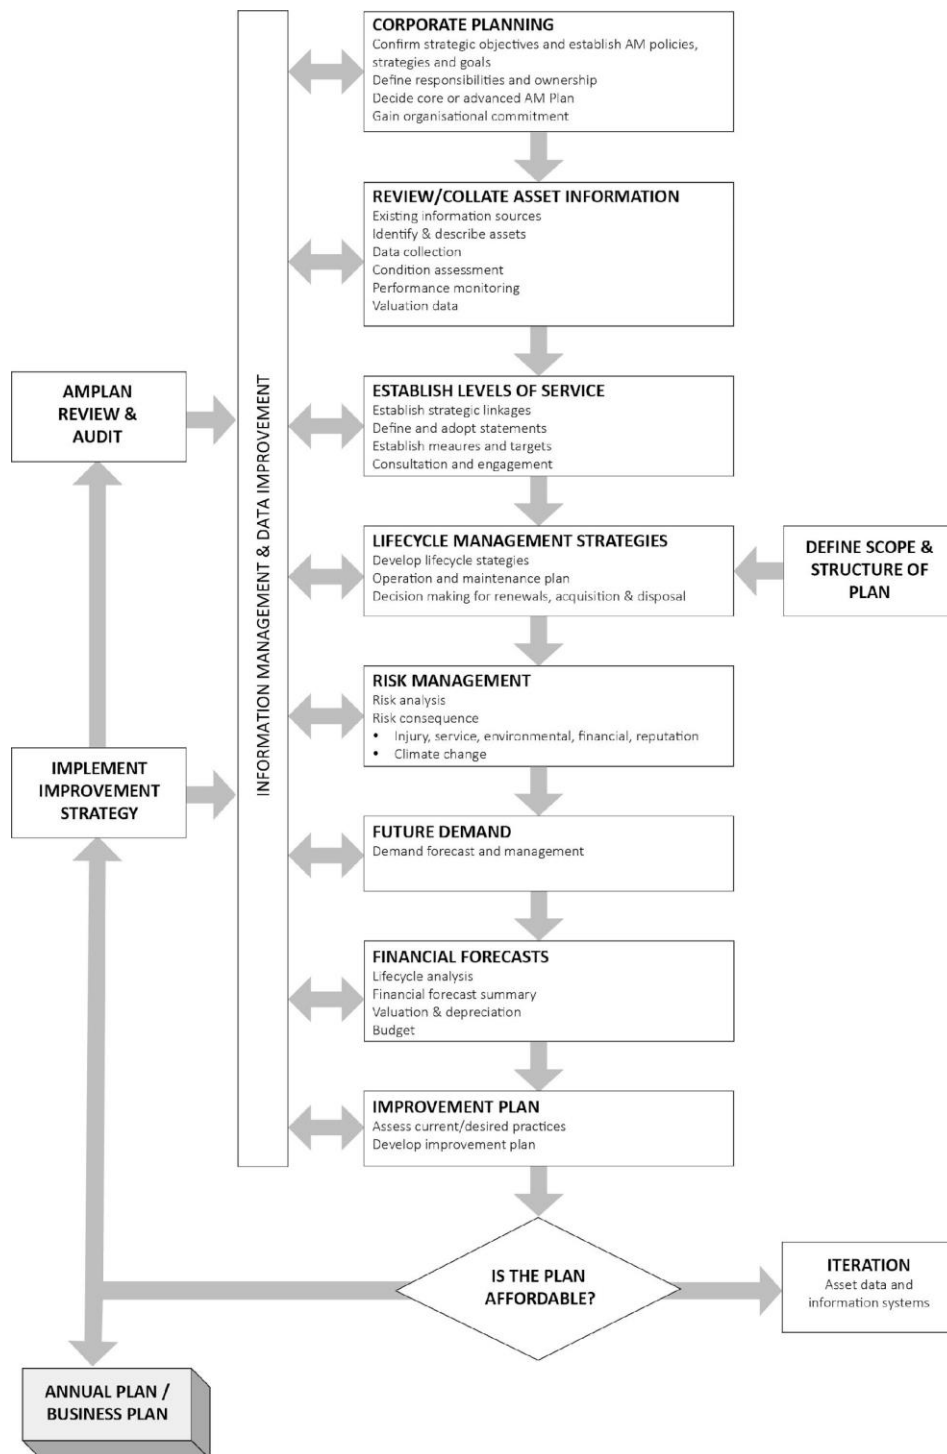 CORPORATE PLANNING
Confirm strategic objectives and establish AM policies,
strategies and goals
Define responsibilities and ownership
Decide core or advanced AM Plan
Gain organisational commitment
REVIEW/COLLATE ASSET INFORMATION
Existing information sources
Identify & describe assets
Data collection
Condition assessment
Performance monitoring
Valuation data
INFORMATION MANAGEMENT & DATA IMPROVEMENT
AMPLAN
REVIEW &
AUDIT
ESTABLISH LEVELS OF SERVICE
Establish strategic linkages
Define and adopt statements
Establish meaures and targets
Consultation and engagement
LIFECYCLE MANAGEMENT STRATEGIES
Develop lifecycle stategies
Operation and maintenance plan
Decision making for renewals, acquisition & disposal
DEFINE SCOPE &
STRUCTURE OF
PLAN
RISK MANAGEMENT
Risk analysis
Risk consequence
• Injury, service, environmental, financial, reputation
• Climate change
IMPLEMENT
IMPROVEMENT
STRATEGY
FUTURE DEMAND
Demand forecast and management
FINANCIAL FORECASTS
Lifecycle analysis
Financial forecast summary
Valuation & depreciation
Budget
IMPROVEMENT PLAN
Assess current/desired practices
Develop improvement plan
IS THE PLAN
AFFORDABLE?
ITERATION
Asset data and
information systems
ANNUAL PLAN /
BUSINESS PLAN